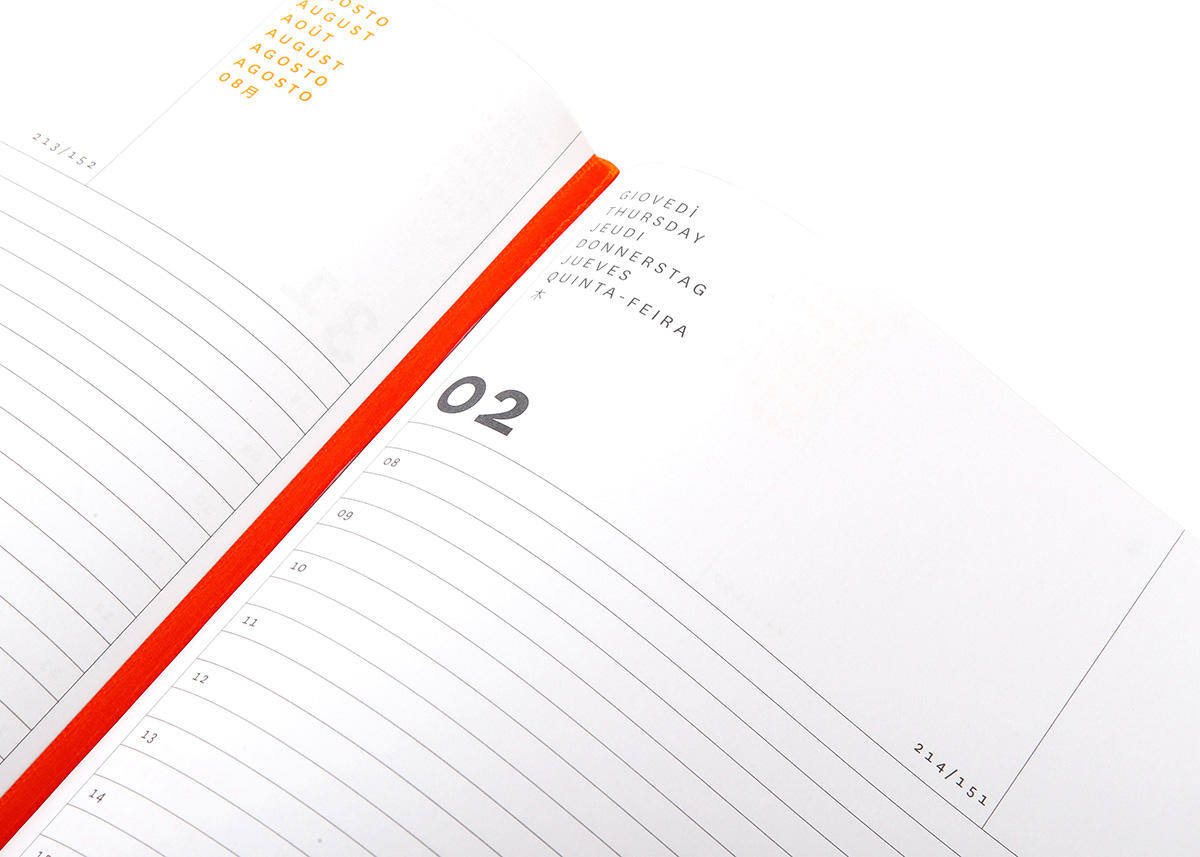 AGOSTO
AUGUST
AOÛT
AUGUST
AGOSTO
AGOSTO
08月
213/152
GIOVEDÌ
THURSDAY
JEUDI
DONNERSTAG
JUEVES
QUINTA-FEIRA
木
02
08
09
10
11
12
13
14
214/151